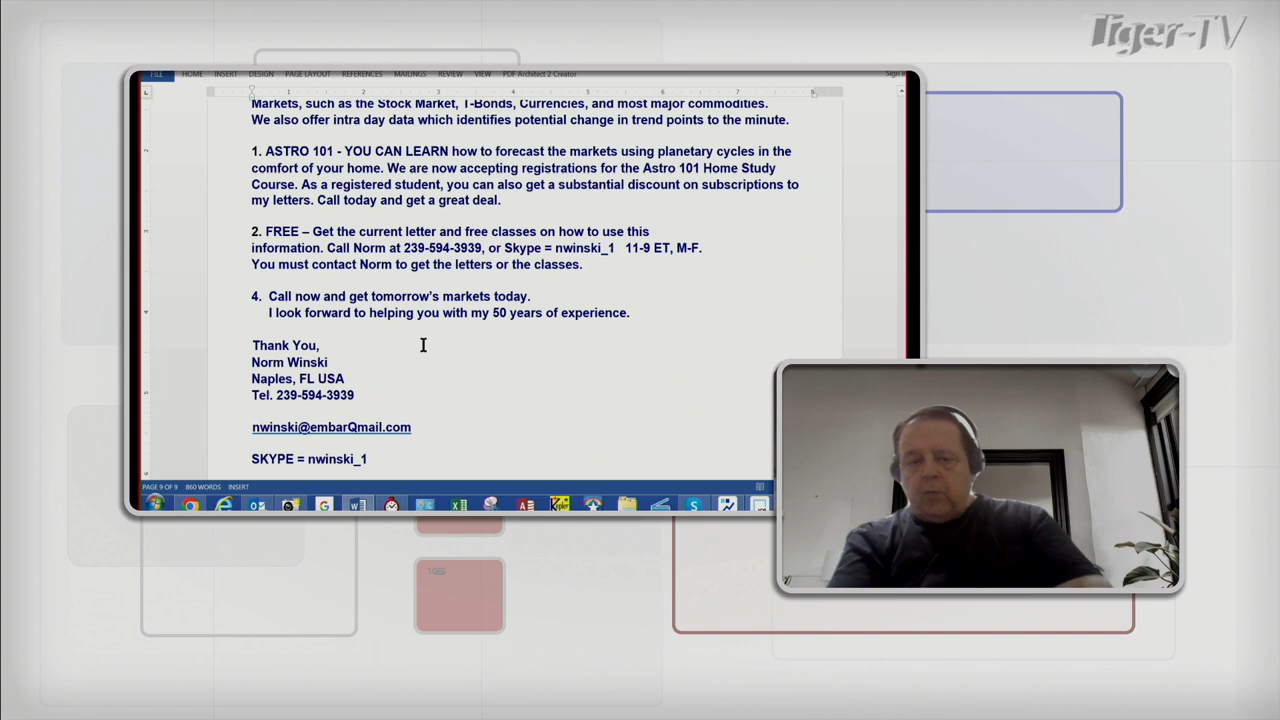 Tiger-TV
FILE HOME INSERT DESIGN PAGE LAYOUT REFERENCES MAILINGS REVIEW VIEW PDF Architect 2 Creator Sign in
Markets, such as the Stock Market, T-Bonds, Currencies, and most major commodities.
We also offer intra day data which identifies potential change in trend points to the minute.
1. ASTRO 101 - YOU CAN LEARN how to forecast the markets using planetary cycles in the
comfort of your home. We are now accepting registrations for the Astro 101 Home Study
Course. As a registered student, you can also get a substantial discount on subscriptions to
my letters. Call today and get a great deal.
2. FREE – Get the current letter and free classes on how to use this
information. Call Norm at 239-594-3939, or Skype = nwinski_1 11-9 ET, M-F.
You must contact Norm to get the letters or the classes.
4. Call now and get tomorrow's markets today.
I look forward to helping you with my 50 years of experience.
Thank You,
Norm Winski
Naples, FL USA
Tel. 239-594-3939
nwinski@embarQmail.com
SKYPE = nwinski_1
PAGE 9 OF 9 860 WORDS INSERT